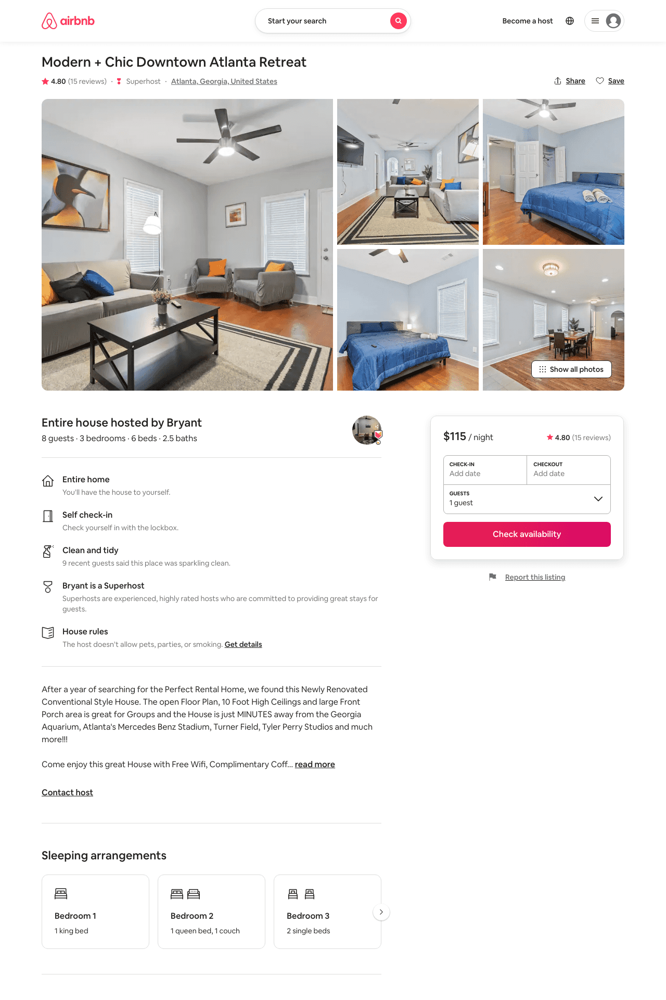 airbnb
Start your search
Become a host
Modern + Chic Downtown Atlanta Retreat
4.80 (15 reviews) · Superhost · Atlanta, Georgia, United States
Share
Save
Show all photos
Entire house hosted by Bryant
8 guests · 3 bedrooms · 6 beds · 2.5 baths
Entire home
You'll have the house to yourself.
Self check-in
Check yourself in with the lockbox.
Clean and tidy
9 recent guests said this place was sparkling clean.
Bryant is a Superhost
Superhosts are experienced, highly rated hosts who are committed to providing great stays for
guests.
House rules
The host doesn't allow pets, parties, or smoking. Get details
$115 / night
4.80 (15 reviews)
CHECK-IN
Add date
CHECKOUT
Add date
GUESTS
1 guest
Check availability
Report this listing
After a year of searching for the Perfect Rental Home, we found this Newly Renovated
Conventional Style House. The open Floor Plan, 10 Foot High Ceilings and large Front
Porch area is great for Groups and the House is just MINUTES away from the Georgia
Aquarium, Atlanta's Mercedes Benz Stadium, Turner Field, Tyler Perry Studios and much
more!!!
Come enjoy this great House with Free Wifi, Complimentary Coff... read more
Contact host
Sleeping arrangements
Bedroom 1
1 king bed
Bedroom 2
1 queen bed, 1 couch
Bedroom 3
2 single beds